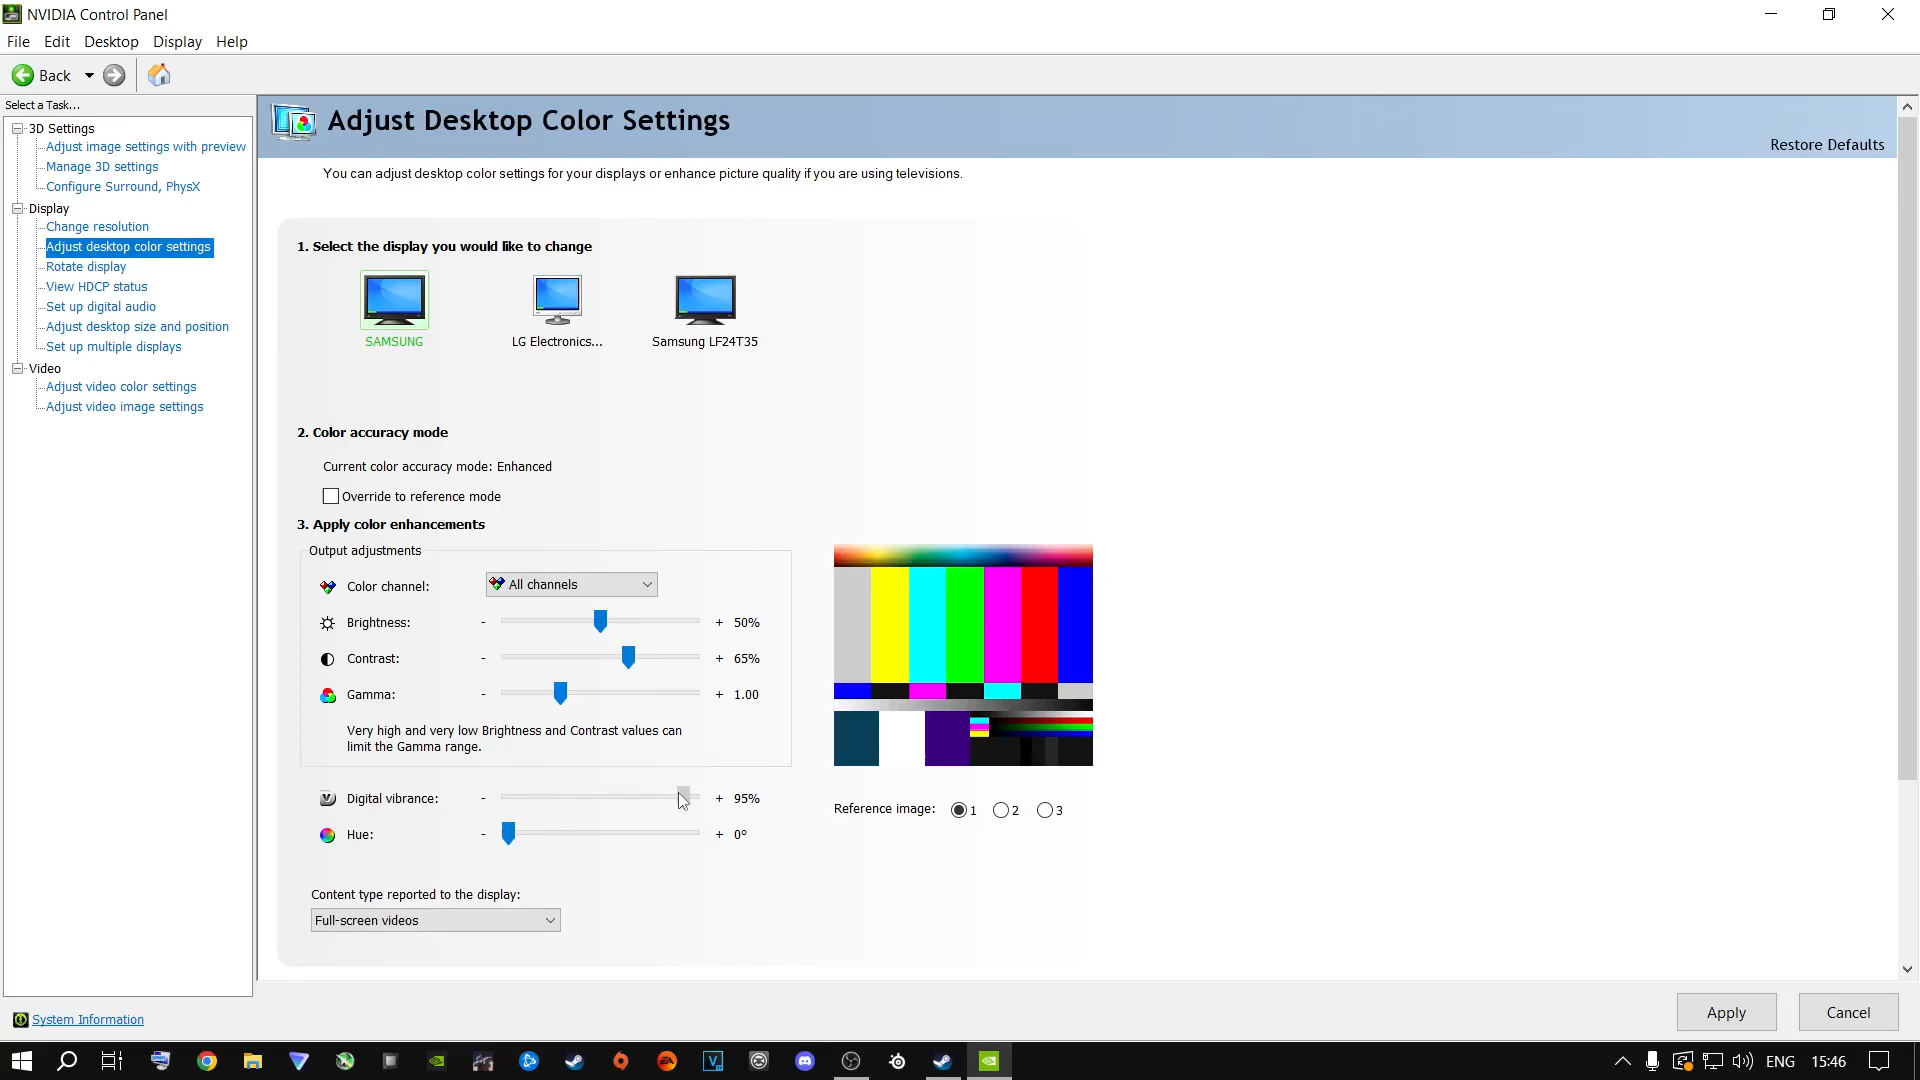 NVIDIA Control Panel
File Edit Desktop Display Help
Back
Select a Task...
3D Settings
Adjust image settings with preview
Manage 3D settings
Configure Surround, PhysX
Display
Change resolution
Adjust desktop color settings
Rotate display
View HDCP status
Set up digital audio
Adjust desktop size and position
Set up multiple displays
Video
Adjust video color settings
Adjust video image settings
System Information
Adjust Desktop Color Settings
Restore Defaults
You can adjust desktop color settings for your displays or enhance picture quality if you are using televisions.
1. Select the display you would like to change
SAMSUNG LG Electronics... Samsung LF24T35
2. Color accuracy mode
Current color accuracy mode: Enhanced
Override to reference mode
3. Apply color enhancements
Output adjustments
Color channel: All channels
Brightness: - + 50%
Contrast: - + 65%
Gamma: - + 1.00
Very high and very low Brightness and Contrast values can
limit the Gamma range.
Digital vibrance: - + 95%
Hue: - + 0°
Reference image: 1 2 3
Content type reported to the display:
Full-screen videos
Apply Cancel
EA V ENG 15:46